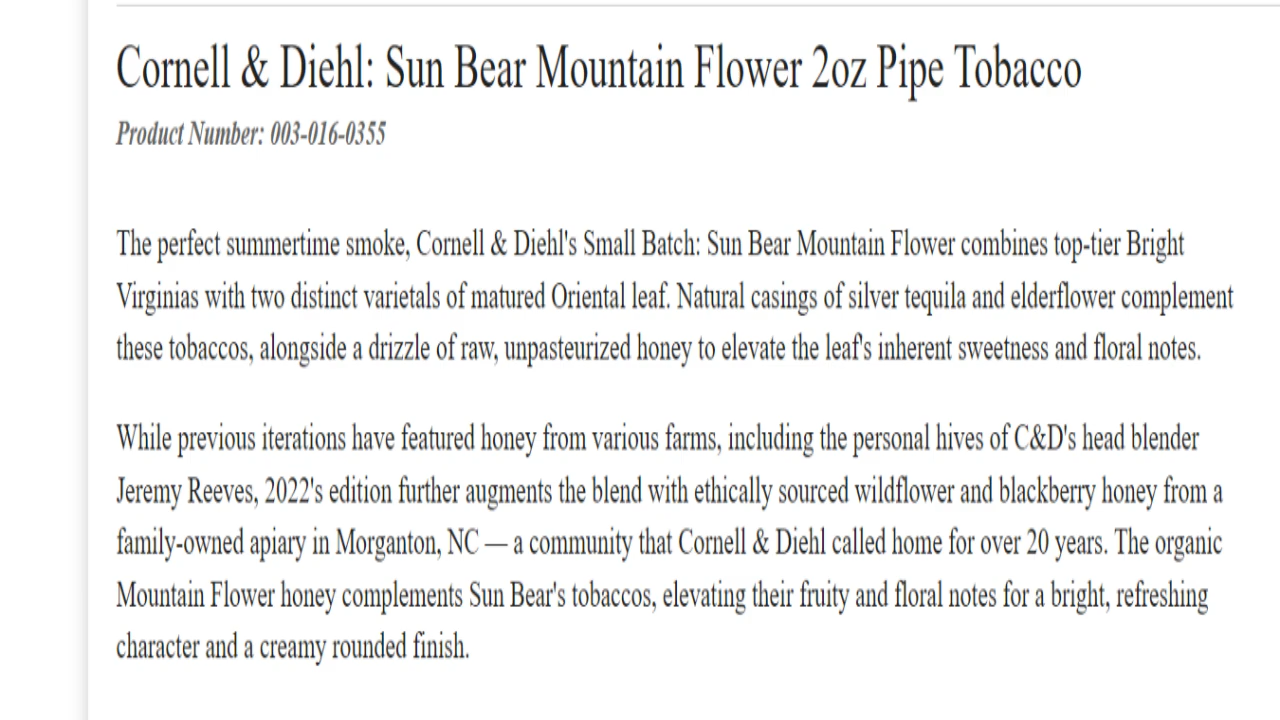 Cornell & Diehl: Sun Bear Mountain Flower 2oz Pipe Tobacco
Product Number: 003-016-0355
The perfect summertime smoke, Cornell & Diehl's Small Batch: Sun Bear Mountain Flower combines top-tier Bright
Virginias with two distinct varietals of matured Oriental leaf. Natural casings of silver tequila and elderflower complement
these tobaccos, alongside a drizzle of raw, unpasteurized honey to elevate the leaf's inherent sweetness and floral notes.
While previous iterations have featured honey from various farms, including the personal hives of C&D's head blender
Jeremy Reeves, 2022's edition further augments the blend with ethically sourced wildflower and blackberry honey from a
family-owned apiary in Morganton, NC — a community that Cornell & Diehl called home for over 20 years. The organic
Mountain Flower honey complements Sun Bear's tobaccos, elevating their fruity and floral notes for a bright, refreshing
character and a creamy rounded finish.